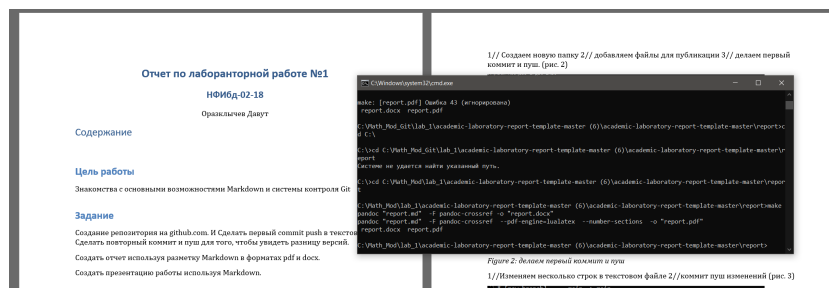 Отчет по лаборанторной работе №1
НФИбд-02-18
Оразклычев Давут
Содержание
Цель работы
Знакомства с основными возможностями Markdown и системы контроля Git
Задание
Создание репозитория на github.com. И Сделать первый commit push в текстов
Сделать повторный комит и пуш для того, чтобы увидеть разницу версий.
Создать отчет используя разметку Markdown в форматах pdf и docx.
Создать презентацию работы используя Markdown.
1// Создаем новую папку 2// добавляем файлы для публикации 3// делаем первый
коммит и пуш. (рис. 2)
C:\Windows\system32\cmd.exe
make: [report.pdf] Ошибка 43 (игнорирована)
report.docx report.pdf
C:\Math_Mod_Git\lab_1\academic-laboratory-report-template-master (6)\academic-laboratory-report-template-master\report>c
d C:\
C:\>cd C:\Math_Mod_Git\lab_1\academic-laboratory-report-template-master (6)\academic-laboratory-report-template-master\r
eport
Системе не удается найти указанный путь.
C:\>cd C:\Math_Mod\lab_1\academic-laboratory-report-template-master (6)\academic-laboratory-report-template-master\repor
t
C:\Math_Mod\lab_1\academic-laboratory-report-template-master (6)\academic-laboratory-report-template-master\report>make
pandoc "report.md" -F pandoc-crossref -o "report.docx"
pandoc "report.md" -F pandoc-crossref --pdf-engine=lualatex --number-sections -o "report.pdf"
report.docx report.pdf
C:\Math_Mod\lab_1\academic-laboratory-report-template-master (6)\academic-laboratory-report-template-master\report>
Figure 2: делаем первый коммит и пуш
1//Изменяем несколько строк в текстовом файле 2//коммит пуш изменений (рис. 3)